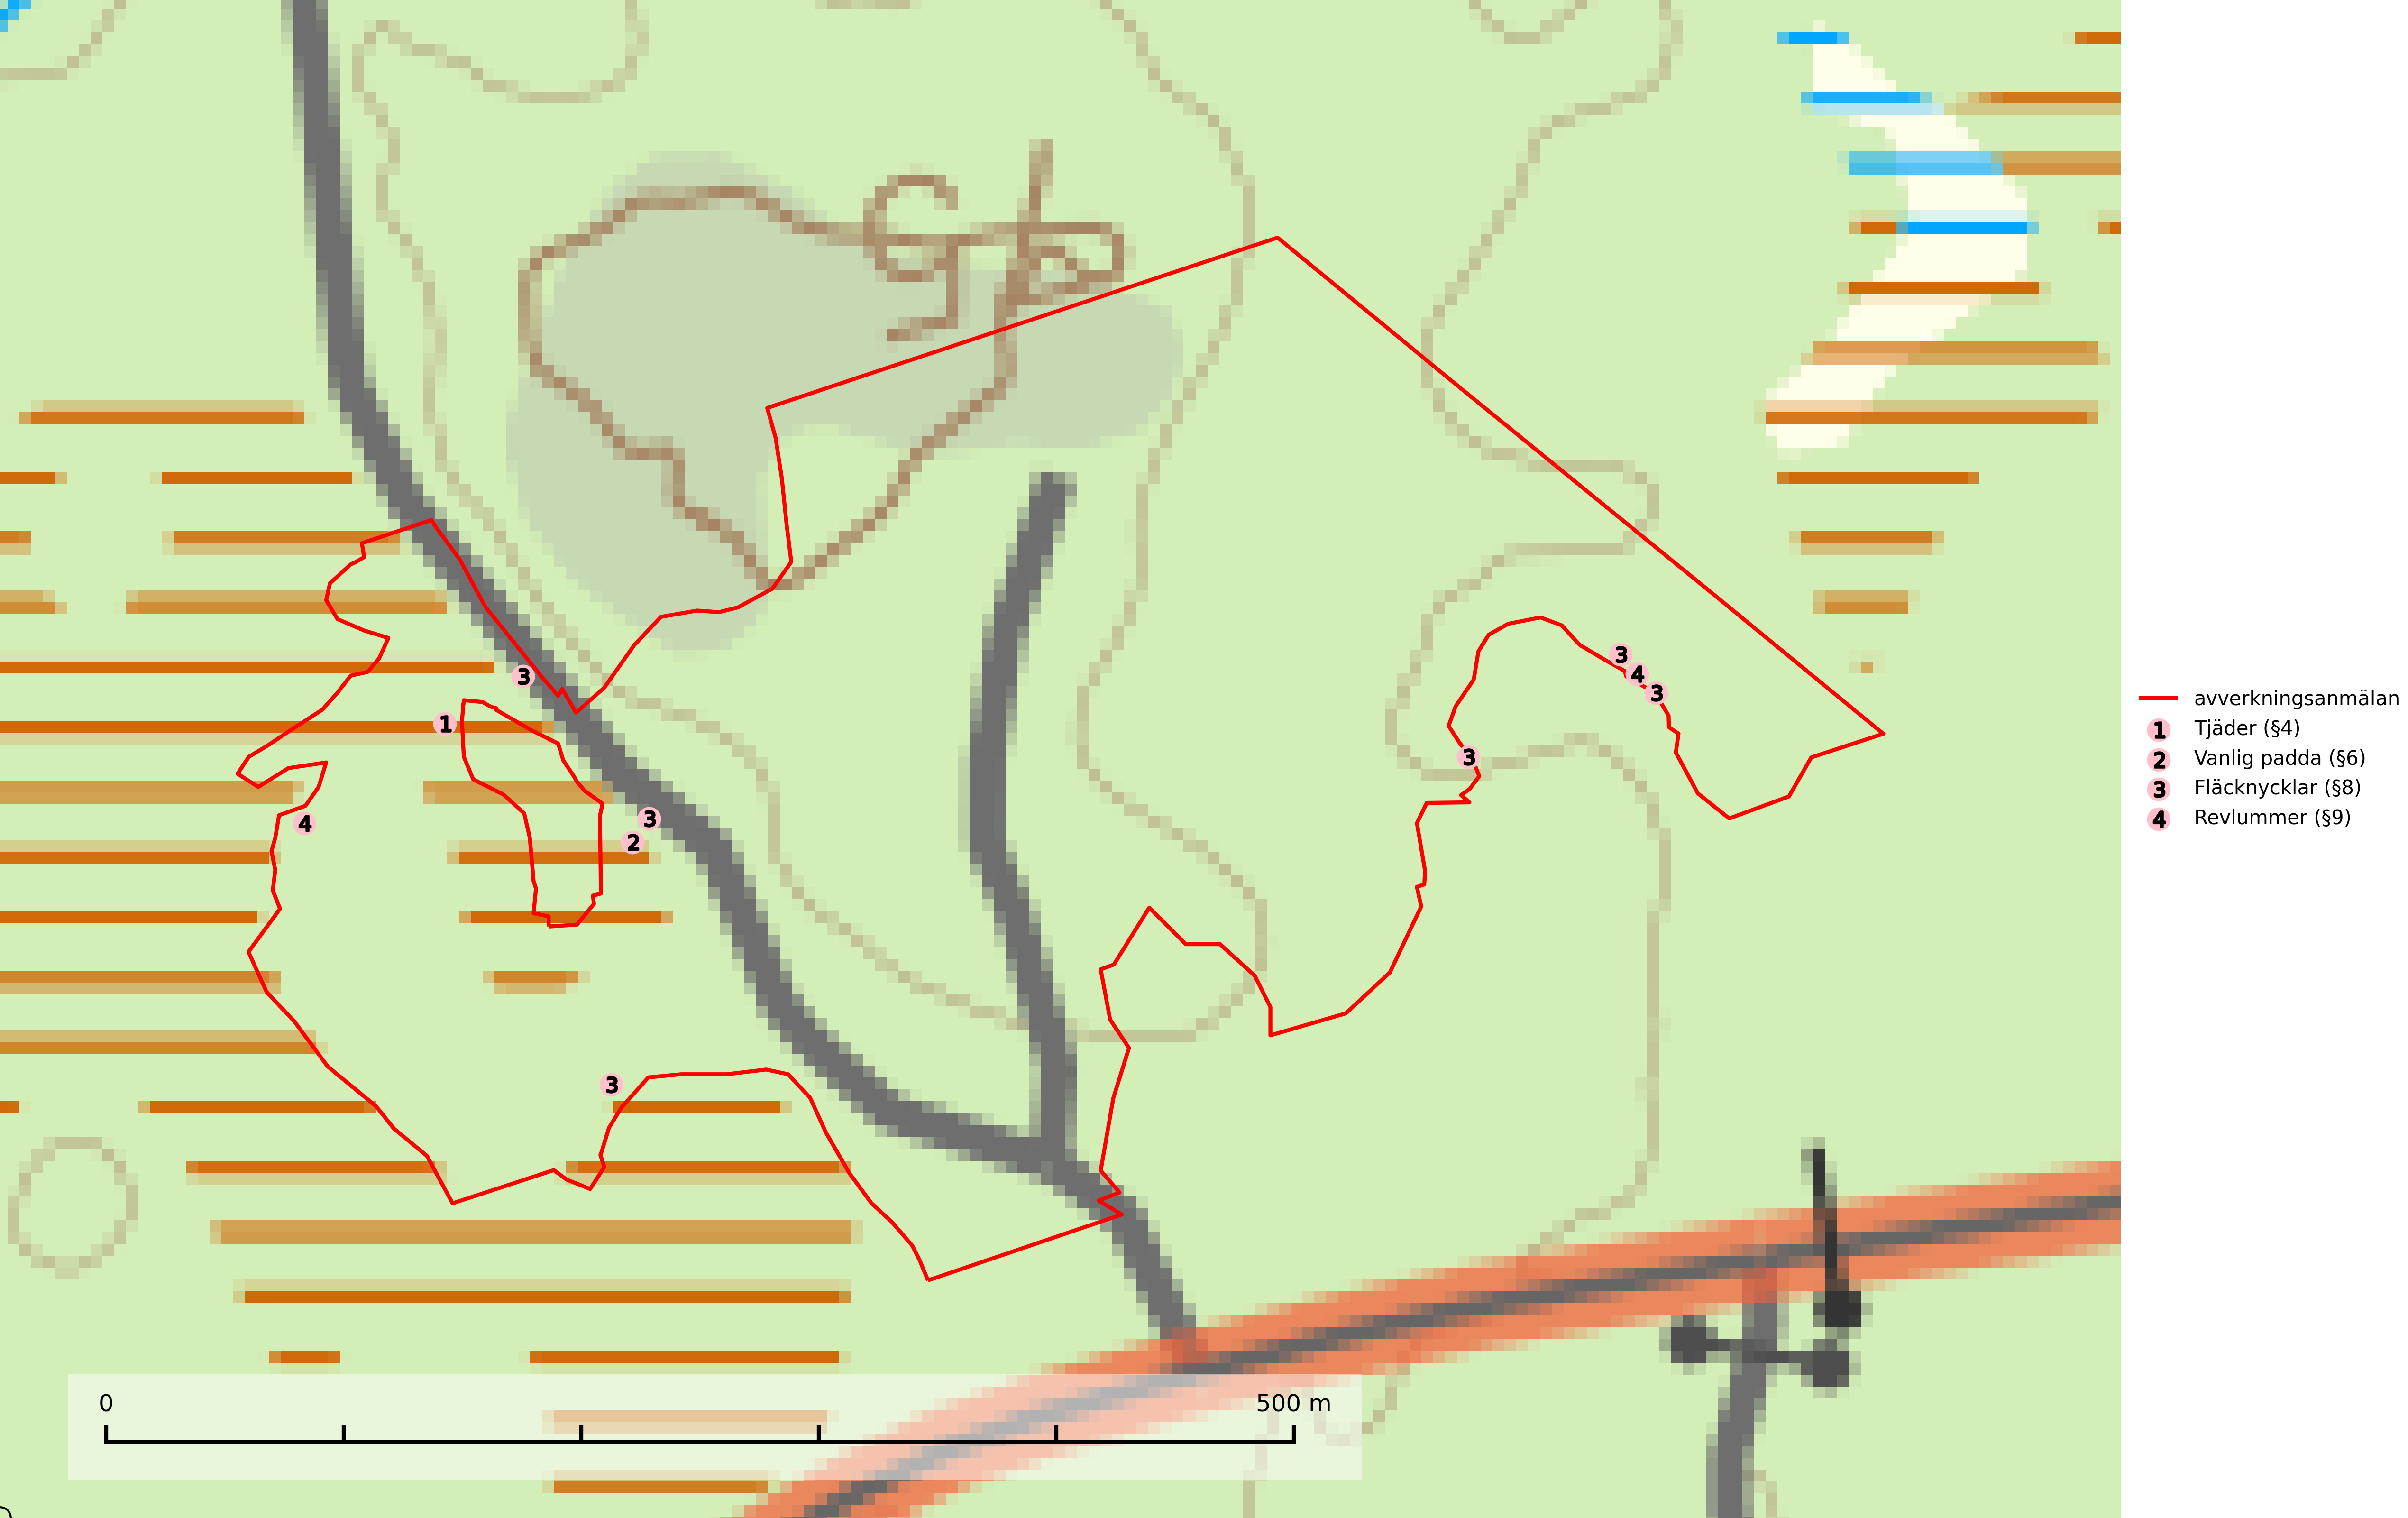 3
4
3
3
1
3
3
2
4
3
0
500 m
avverkningsanmälan
1 Tjäder (§4)
2 Vanlig padda (§6)
3 Fläcknycklar (§8)
4 Revlummer (§9)